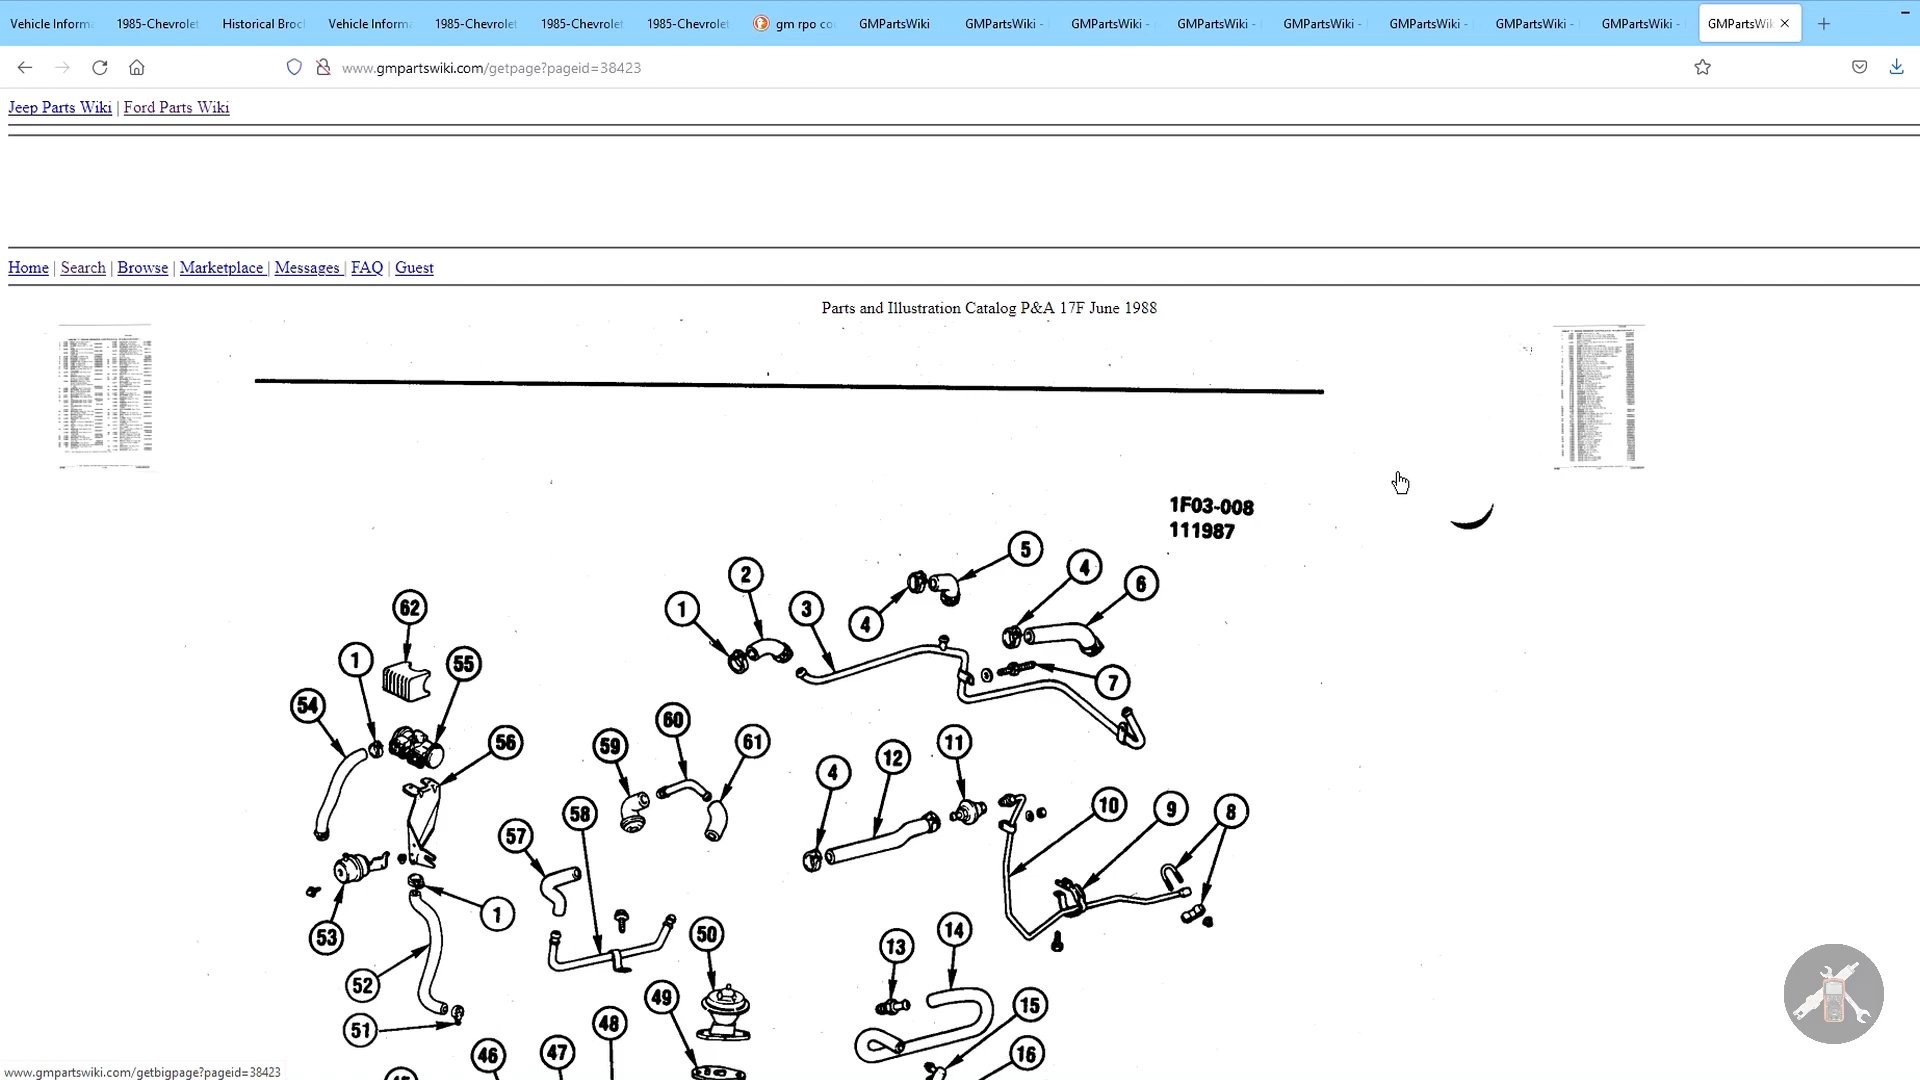 Vehicle Inform
1985-Chevrolet
Historical Broch
Vehicle Inform
1985-Chevrolet
1985-Chevrolet
1985-Chevrolet
gm rpo co
GMPartsWiki
GMPartsWiki -
GMPartsWiki -
GMPartsWiki -
GMPartsWiki -
GMPartsWiki -
GMPartsWiki -
GMPartsWiki -
GMPartsWi
www.gmpartswiki.com/getpage?pageid=38423
Jeep Parts Wiki | Ford Parts Wiki
Home | Search | Browse | Marketplace | Messages | FAQ | Guest
Parts and Illustration Catalog P&A 17F June 1988
1F03-008
111987
5
4
2
6
62
1
3
4
1
55
7
54
60
56
59
61
11
12
4
10
9
8
58
57
1
14
50
53
13
52
49
15
48
51
46
47
16
www.gmpartswiki.com/getbigpage?pageid=38423